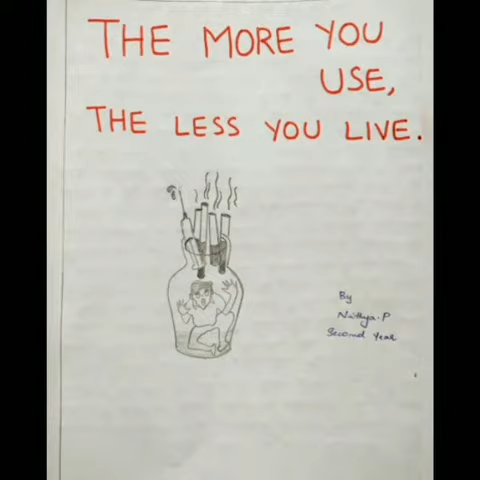 THE MORE YOU
USE,
THE LESS YOU LIVE.
By
Nithya.P
Second Year